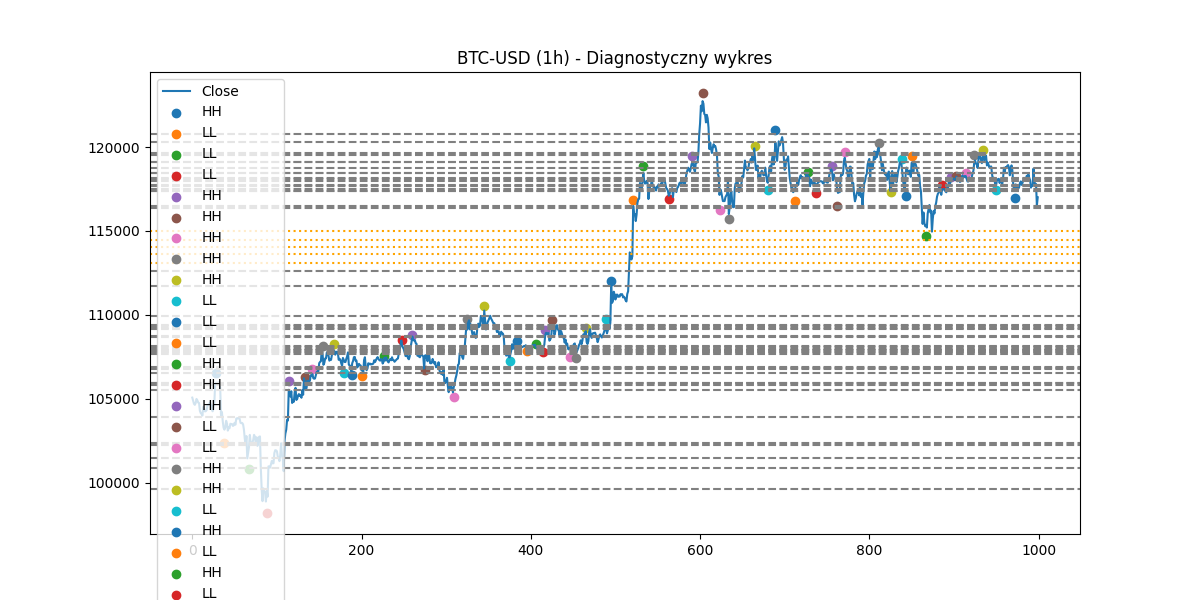 BTC-USD (1h) - Diagnostyczny wykres
120000
115000
110000
105000
100000
Close
HH
LL
LL
LL
HH
HH
HH
HH
HH
LL
LL
LL
HH
HH
HH
LL
LL
HH
HH
LL
HH
LL
HH
LL
0
200
400
600
800
1000